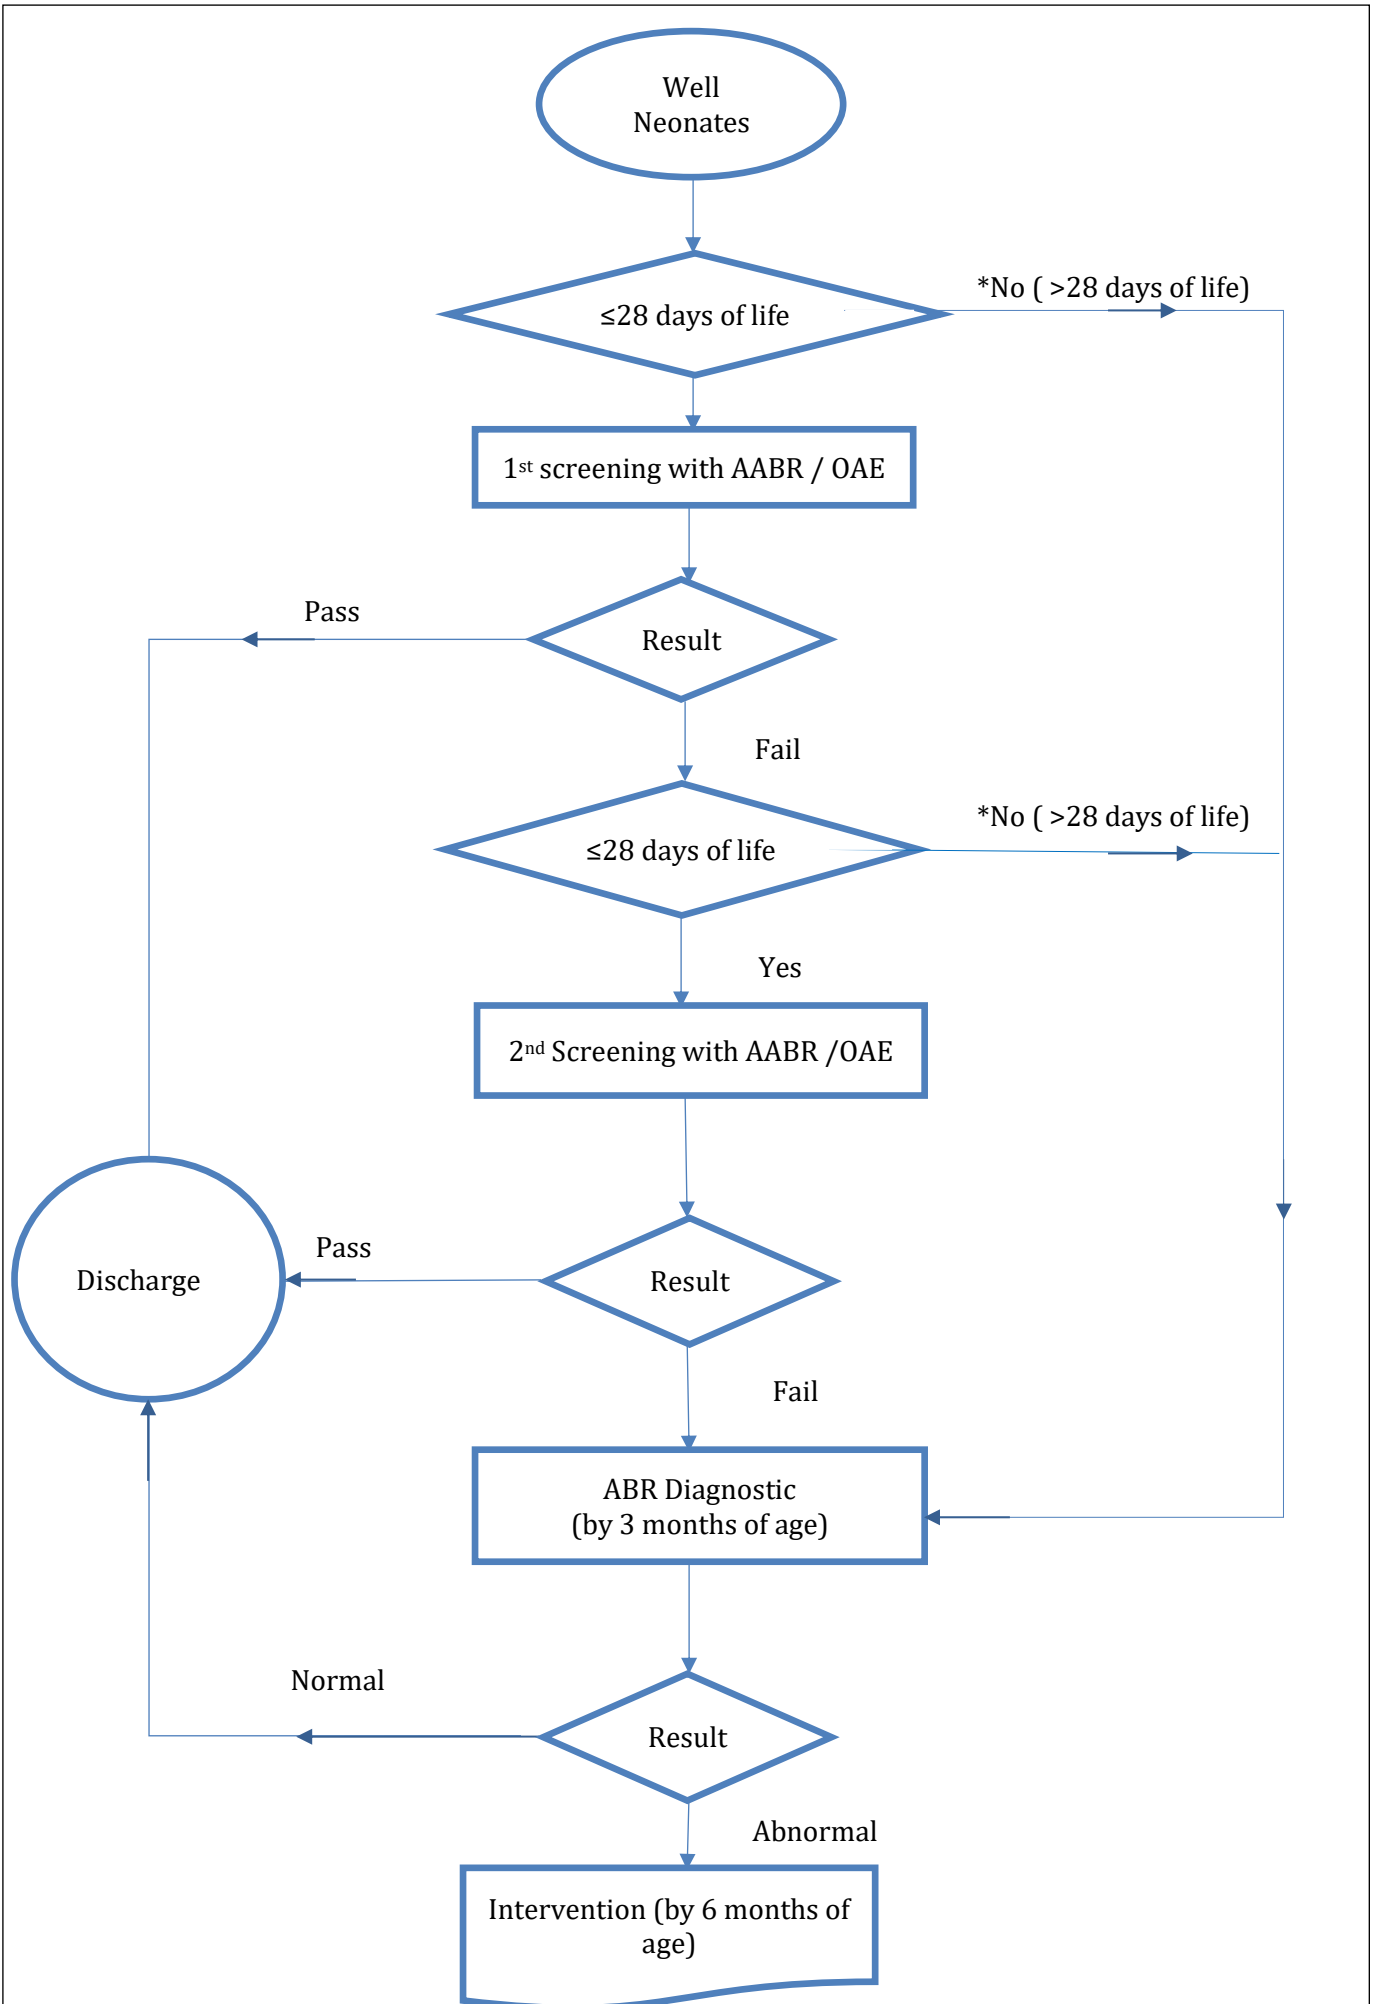 Well
Neonates
*No ( >28 days of life)
≤28 days of life
1st screening with AABR / OAE
Pass
Result
Fail
*No ( >28 days of life)
≤28 days of life
Yes
2nd Screening with AABR /OAE
Pass
Discharge
Result
Fail
ABR Diagnostic
(by 3 months of age)
Normal
Result
Abnormal
Intervention (by 6 months of
age)